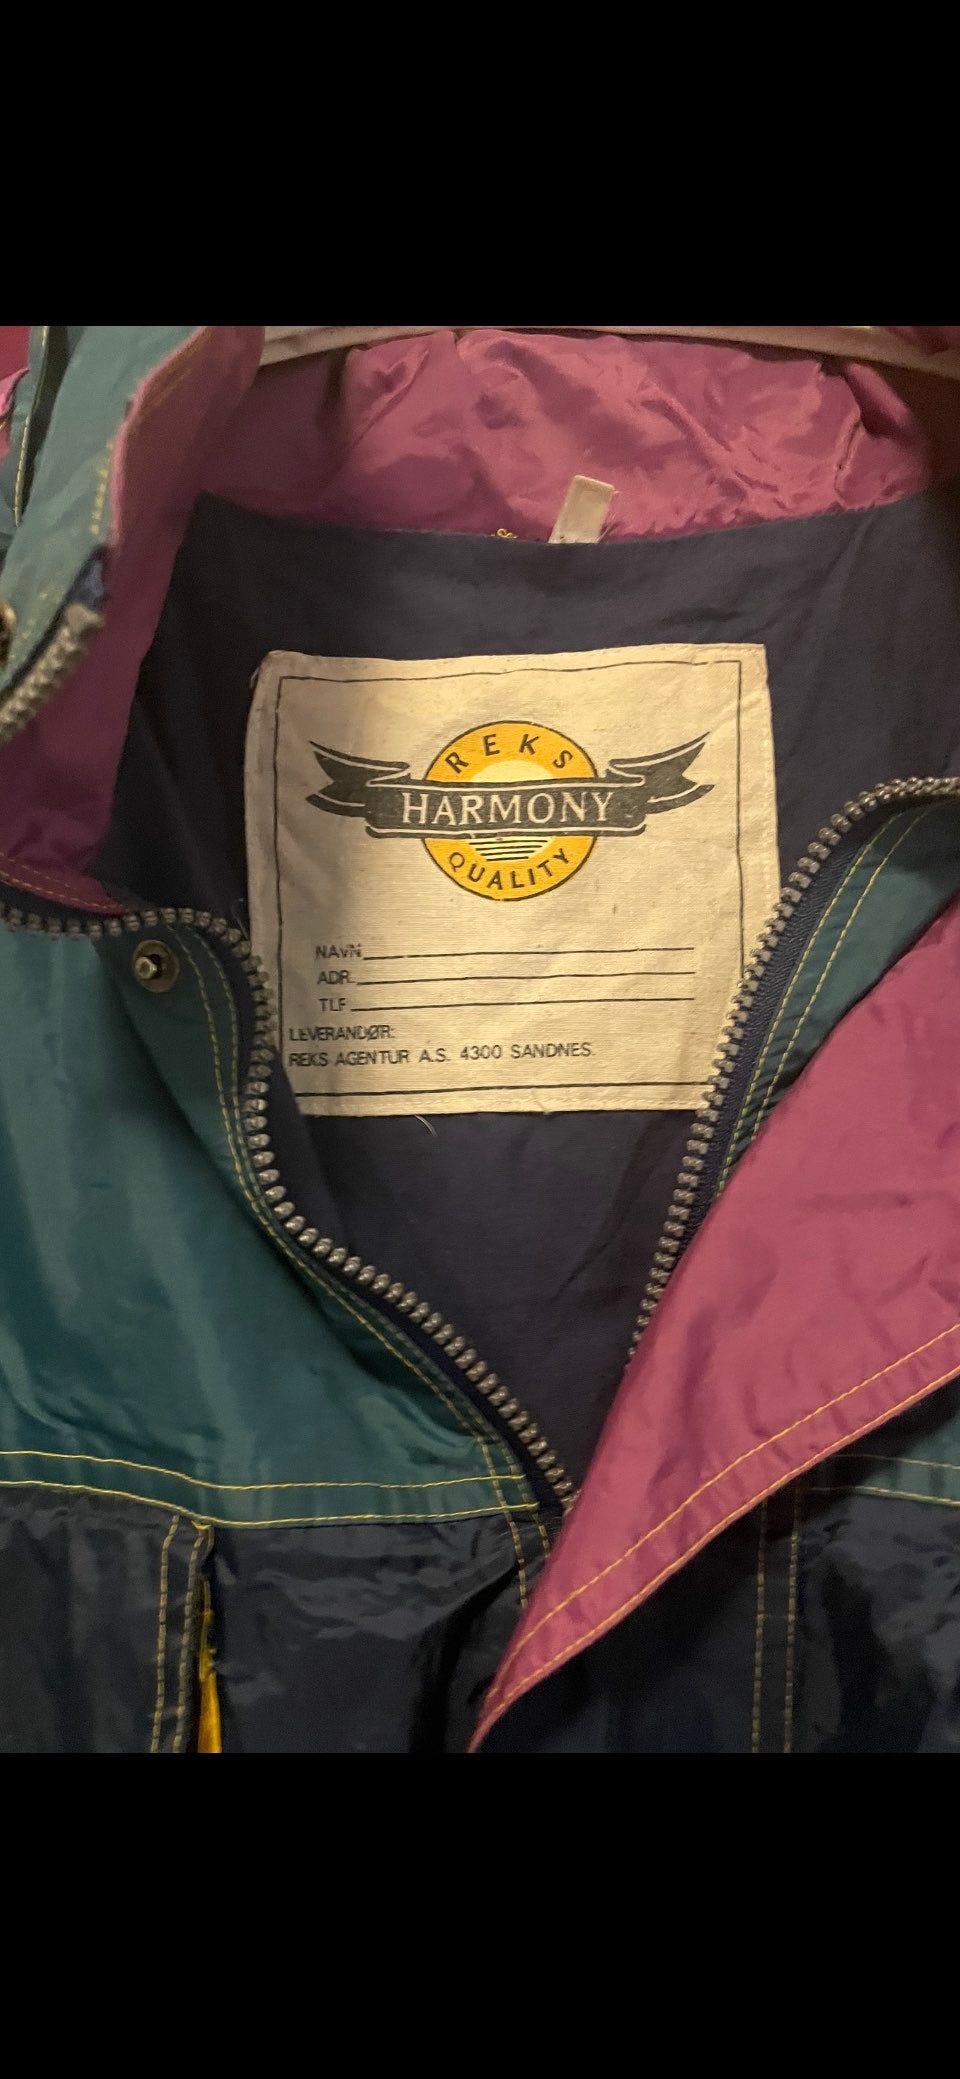 REKS
HARMONY
QUALITY
NAVN
ADR.
TLF
LEVERANDØR:
REKS AGENTUR A.S. 4300 SANDNES.